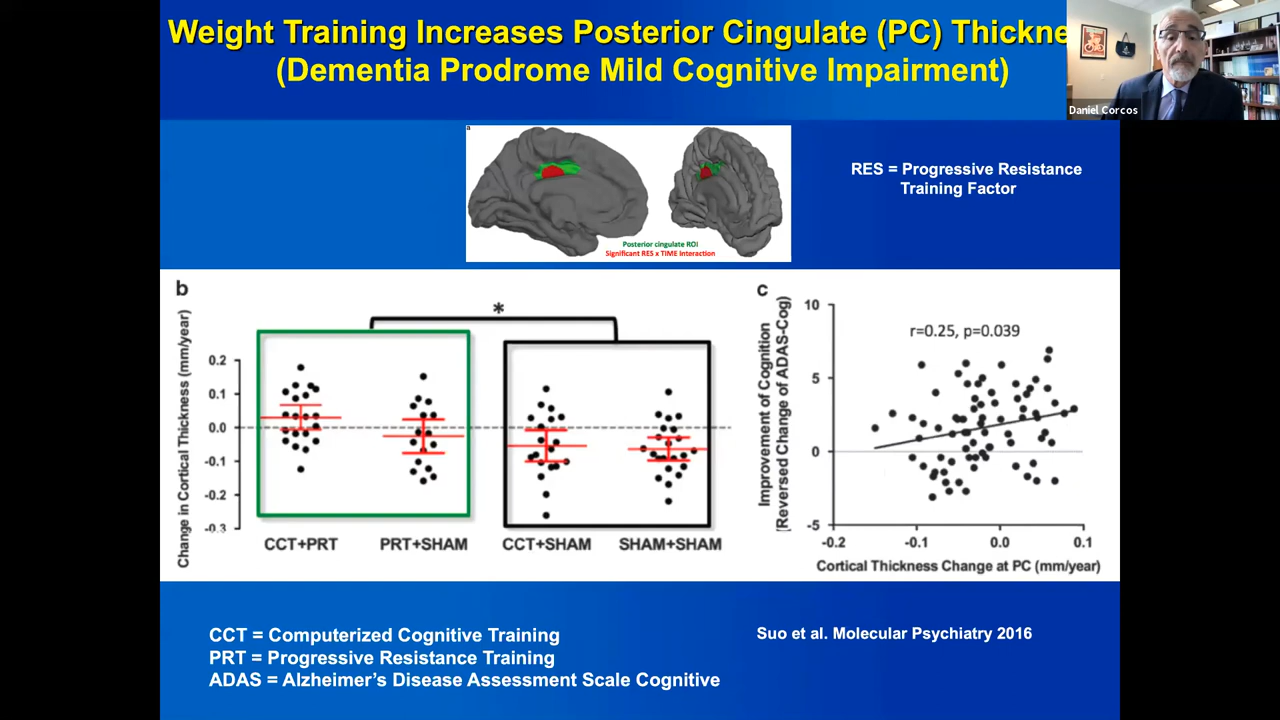 Weight Training Increases Posterior Cingulate (PC) Thickne
(Dementia Prodrome Mild Cognitive Impairment)
Daniel Corcos
a
Posterior cingulate ROI
Significant RES x TIME Interaction
RES = Progressive Resistance
Training Factor
b
*
Change in Cortical Thickness (mm/year)
0.2
0.1
0.0
-0.1
-0.2
-0.3
CCT+PRT PRT+SHAM CCT+SHAM SHAM+SHAM
c
Improvement of Cognition
(Reversed Change of ADAS-Cog)
r=0.25, p=0.039
10
5
0
-5
-0.2 -0.1 0.0 0.1
Cortical Thickness Change at PC (mm/year)
CCT = Computerized Cognitive Training
PRT = Progressive Resistance Training
ADAS = Alzheimer's Disease Assessment Scale Cognitive
Suo et al. Molecular Psychiatry 2016